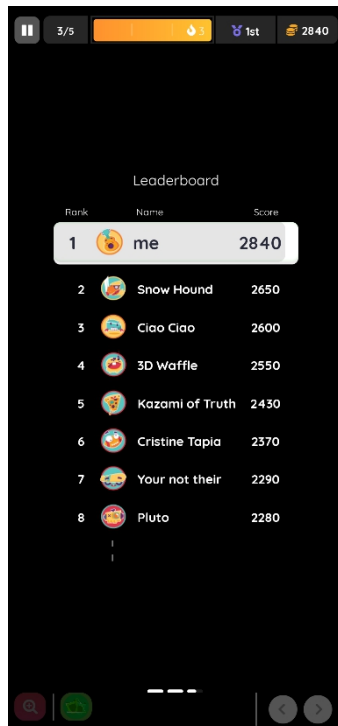 3/5 3 1st 2840
Leaderboard
Rank Name Score
1 me 2840
2 Snow Hound 2650
3 Ciao Ciao 2600
4 3D Waffle 2550
5 Kazami of Truth 2430
6 Cristine Tapia 2370
7 Your not their 2290
8 Pluto 2280